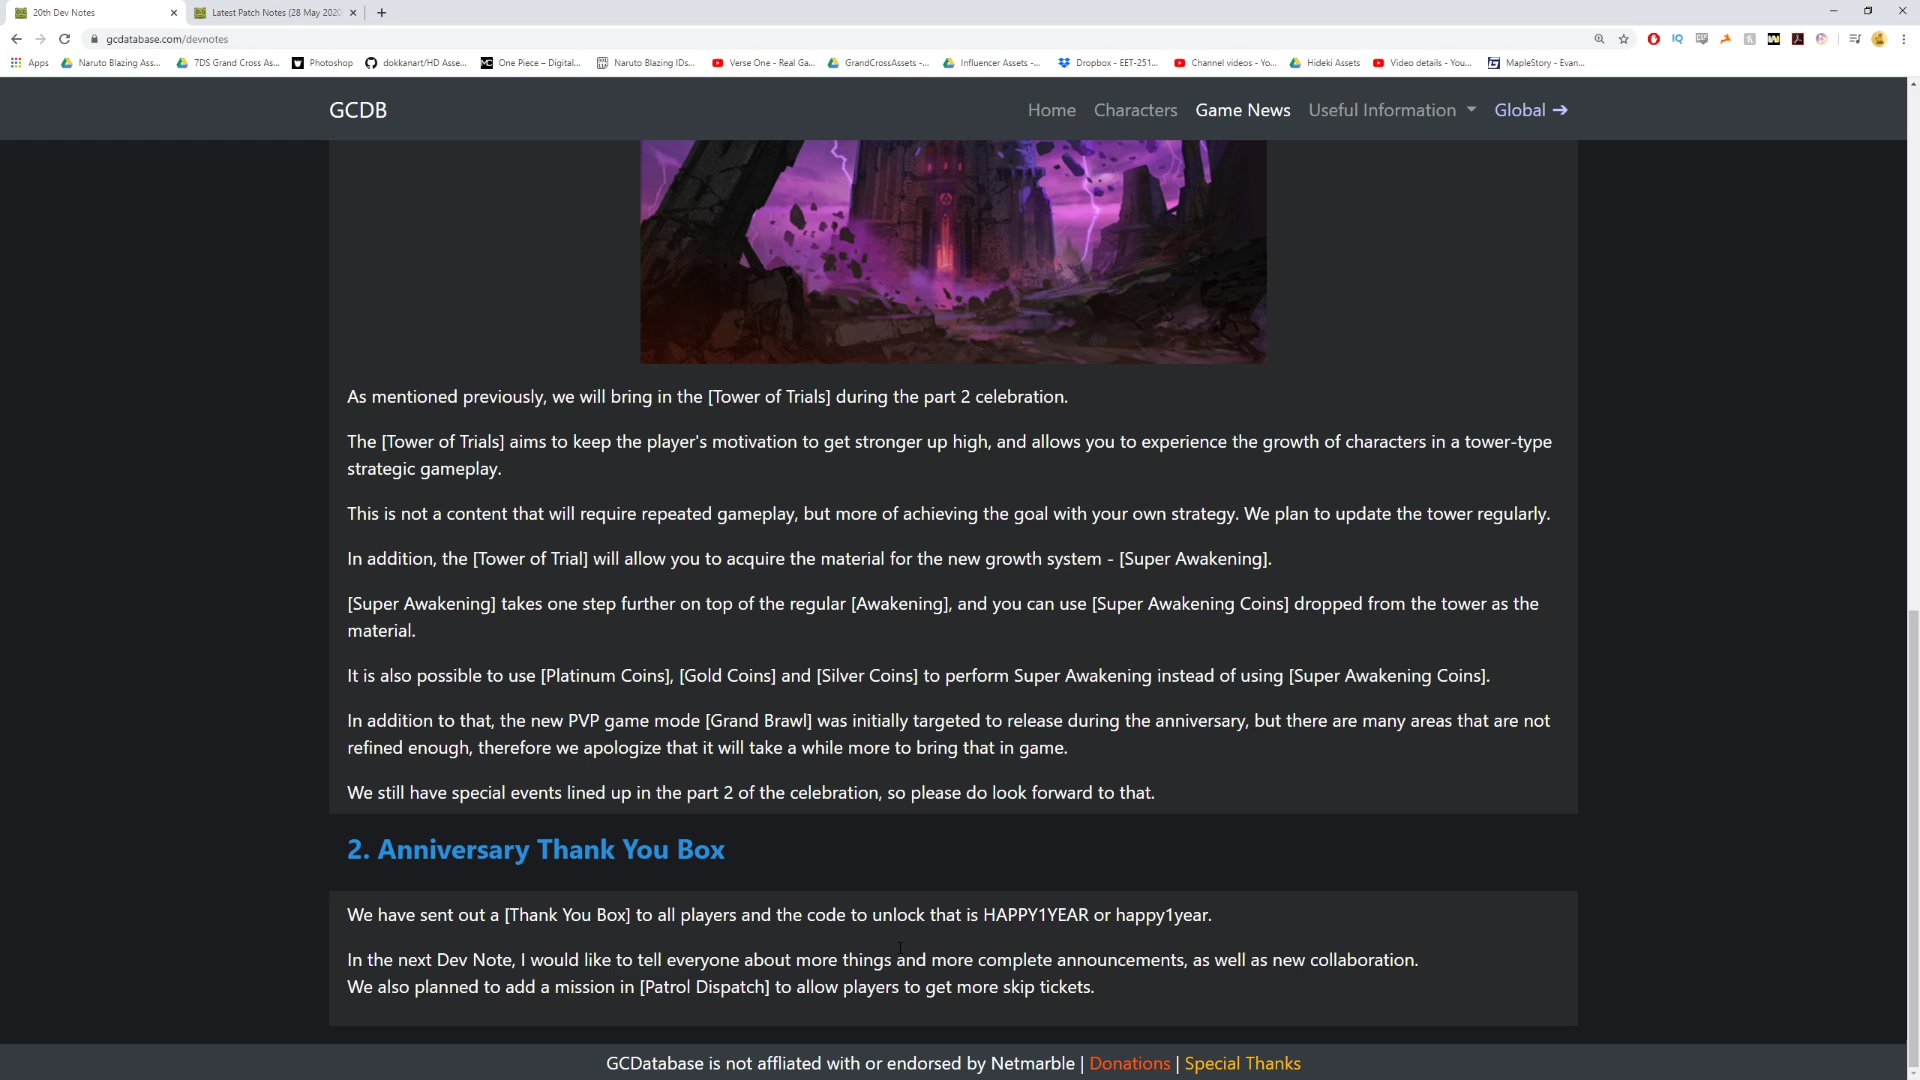 20th Dev Notes
Latest Patch Notes (28 May 2020
gcdatabase.com/devnotes
Apps
Naruto Blazing Ass...
7DS Grand Cross As...
Photoshop
dokkanart/HD Asse...
One Piece – Digital...
Naruto Blazing IDs...
Verse One - Real Ga...
GrandCrossAssets -...
Influencer Assets -...
Dropbox - EET-251...
Channel videos - Yo...
Hideki Assets
Video details - You...
MapleStory - Evan...
GCDB
Home
Characters
Game News
Useful Information
Global →
As mentioned previously, we will bring in the [Tower of Trials] during the part 2 celebration.
The [Tower of Trials] aims to keep the player's motivation to get stronger up high, and allows you to experience the growth of characters in a tower-type
strategic gameplay.
This is not a content that will require repeated gameplay, but more of achieving the goal with your own strategy. We plan to update the tower regularly.
In addition, the [Tower of Trial] will allow you to acquire the material for the new growth system - [Super Awakening].
[Super Awakening] takes one step further on top of the regular [Awakening], and you can use [Super Awakening Coins] dropped from the tower as the
material.
It is also possible to use [Platinum Coins], [Gold Coins] and [Silver Coins] to perform Super Awakening instead of using [Super Awakening Coins].
In addition to that, the new PVP game mode [Grand Brawl] was initially targeted to release during the anniversary, but there are many areas that are not
refined enough, therefore we apologize that it will take a while more to bring that in game.
We still have special events lined up in the part 2 of the celebration, so please do look forward to that.
2. Anniversary Thank You Box
We have sent out a [Thank You Box] to all players and the code to unlock that is HAPPY1YEAR or happy1year.
In the next Dev Note, I would like to tell everyone about more things and more complete announcements, as well as new collaboration.
We also planned to add a mission in [Patrol Dispatch] to allow players to get more skip tickets.
GCDatabase is not affliated with or endorsed by Netmarble | Donations | Special Thanks